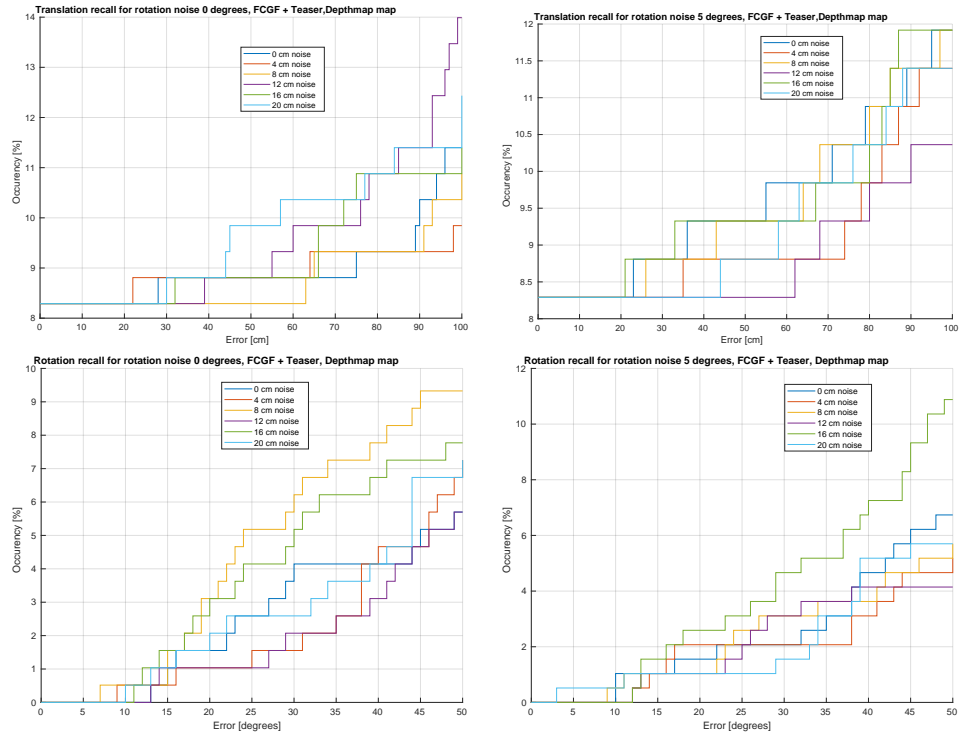 Translation recall for rotation noise 0 degrees, FCGF + Teaser,Depthmap map
14
13
12
11
10
9
8
Occurency [%]
0 cm noise
4 cm noise
8 cm noise
12 cm noise
16 cm noise
20 cm noise
0 10 20 30 40 50 60 70 80 90 100
Error [cm]
Translation recall for rotation noise 5 degrees, FCGF + Teaser,Depthmap map
12
11.5
11
10.5
10
9.5
9
8.5
8
Occurency [%]
0 cm noise
4 cm noise
8 cm noise
12 cm noise
16 cm noise
20 cm noise
0 10 20 30 40 50 60 70 80 90 100
Error [cm]
Rotation recall for rotation noise 0 degrees, FCGF + Teaser, Depthmap map
10
9
8
7
6
5
4
3
2
1
0
Occurency [%]
0 cm noise
4 cm noise
8 cm noise
12 cm noise
16 cm noise
20 cm noise
0 5 10 15 20 25 30 35 40 45 50
Error [degrees]
Rotation recall for rotation noise 5 degrees, FCGF + Teaser, Depthmap map
12
10
8
6
4
2
0
Occurency [%]
0 cm noise
4 cm noise
8 cm noise
12 cm noise
16 cm noise
20 cm noise
0 5 10 15 20 25 30 35 40 45 50
Error [degrees]